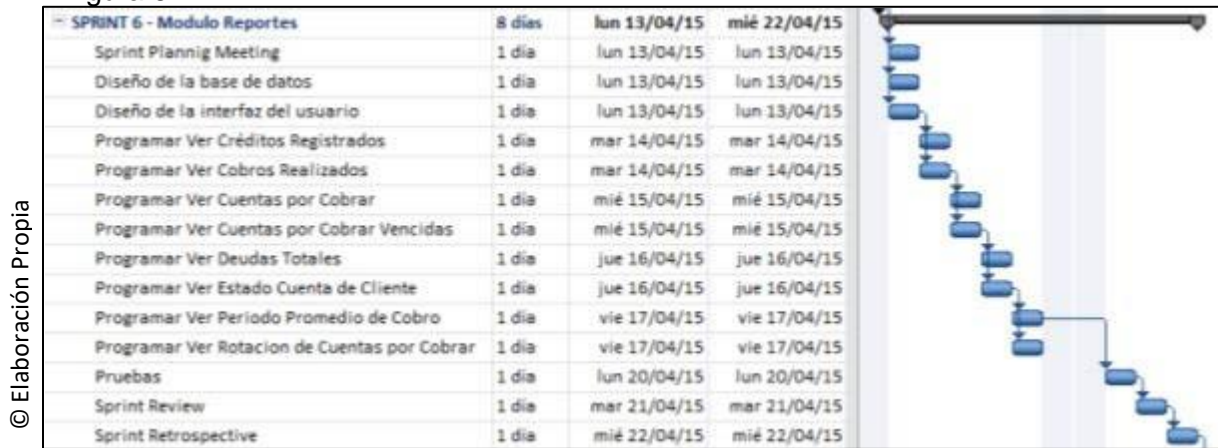 SPRINT 6 - Modulo Reportes 8 días lun 13/04/15 mié 22/04/15
Sprint Plannig Meeting 1 día lun 13/04/15 lun 13/04/15
Diseño de la base de datos 1 día lun 13/04/15 lun 13/04/15
Diseño de la interfaz del usuario 1 día lun 13/04/15 lun 13/04/15
Programar Ver Créditos Registrados 1 día mar 14/04/15 mar 14/04/15
Programar Ver Cobros Realizados 1 día mar 14/04/15 mar 14/04/15
Programar Ver Cuentas por Cobrar 1 día mié 15/04/15 mié 15/04/15
Programar Ver Cuentas por Cobrar Vencidas 1 día mié 15/04/15 mié 15/04/15
Programar Ver Deudas Totales 1 día jue 16/04/15 jue 16/04/15
Programar Ver Estado Cuenta de Cliente 1 día jue 16/04/15 jue 16/04/15
Programar Ver Periodo Promedio de Cobro 1 día vie 17/04/15 vie 17/04/15
Programar Ver Rotacion de Cuentas por Cobrar 1 día vie 17/04/15 vie 17/04/15
Pruebas 1 día lun 20/04/15 lun 20/04/15
Sprint Review 1 día mar 21/04/15 mar 21/04/15
Sprint Retrospective 1 día mié 22/04/15 mié 22/04/15
© Elaboración Propia